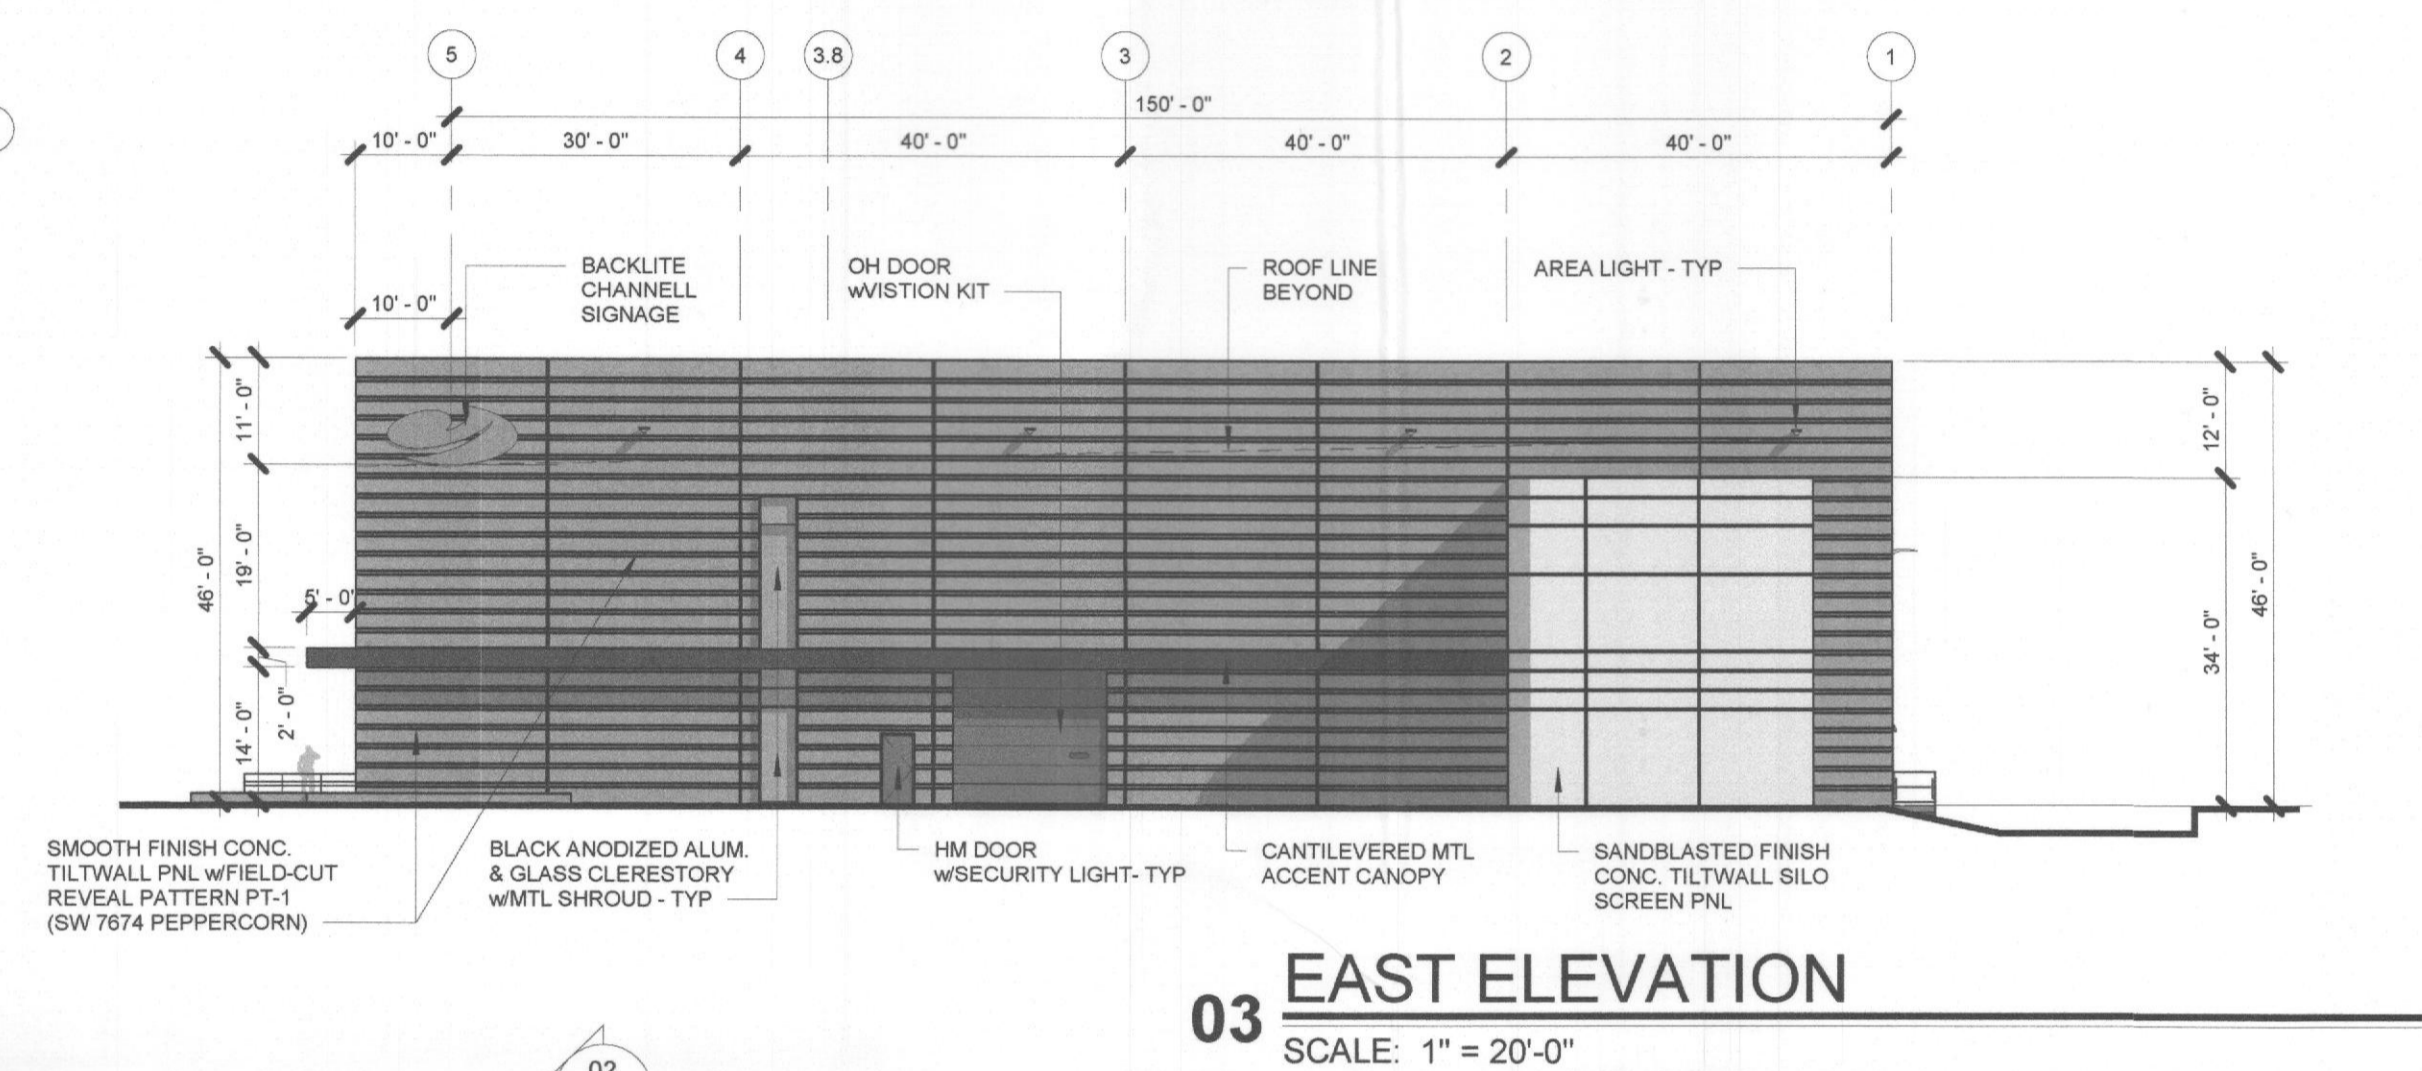 5 4 3.8 3 2 1
150' - 0"
10' - 0" 30' - 0" 40' - 0" 40' - 0" 40' - 0"
BACKLITE
CHANNELL
SIGNAGE
OH DOOR
wVISTION KIT
ROOF LINE
BEYOND
AREA LIGHT - TYP
10' - 0"
46' - 0"
11' - 0"
19' - 0"
5' - 0'
2' - 0"
14' - 0"
12' - 0"
34' - 0"
46' - 0"
SMOOTH FINISH CONC.
TILTWALL PNL w/FIELD-CUT
REVEAL PATTERN PT-1
(SW 7674 PEPPERCORN)
BLACK ANODIZED ALUM.
& GLASS CLERESTORY
w/MTL SHROUD - TYP
HM DOOR
w/SECURITY LIGHT- TYP
CANTILEVERED MTL
ACCENT CANOPY
SANDBLASTED FINISH
CONC. TILTWALL SILO
SCREEN PNL
03 EAST ELEVATION
SCALE: 1" = 20'-0"
02